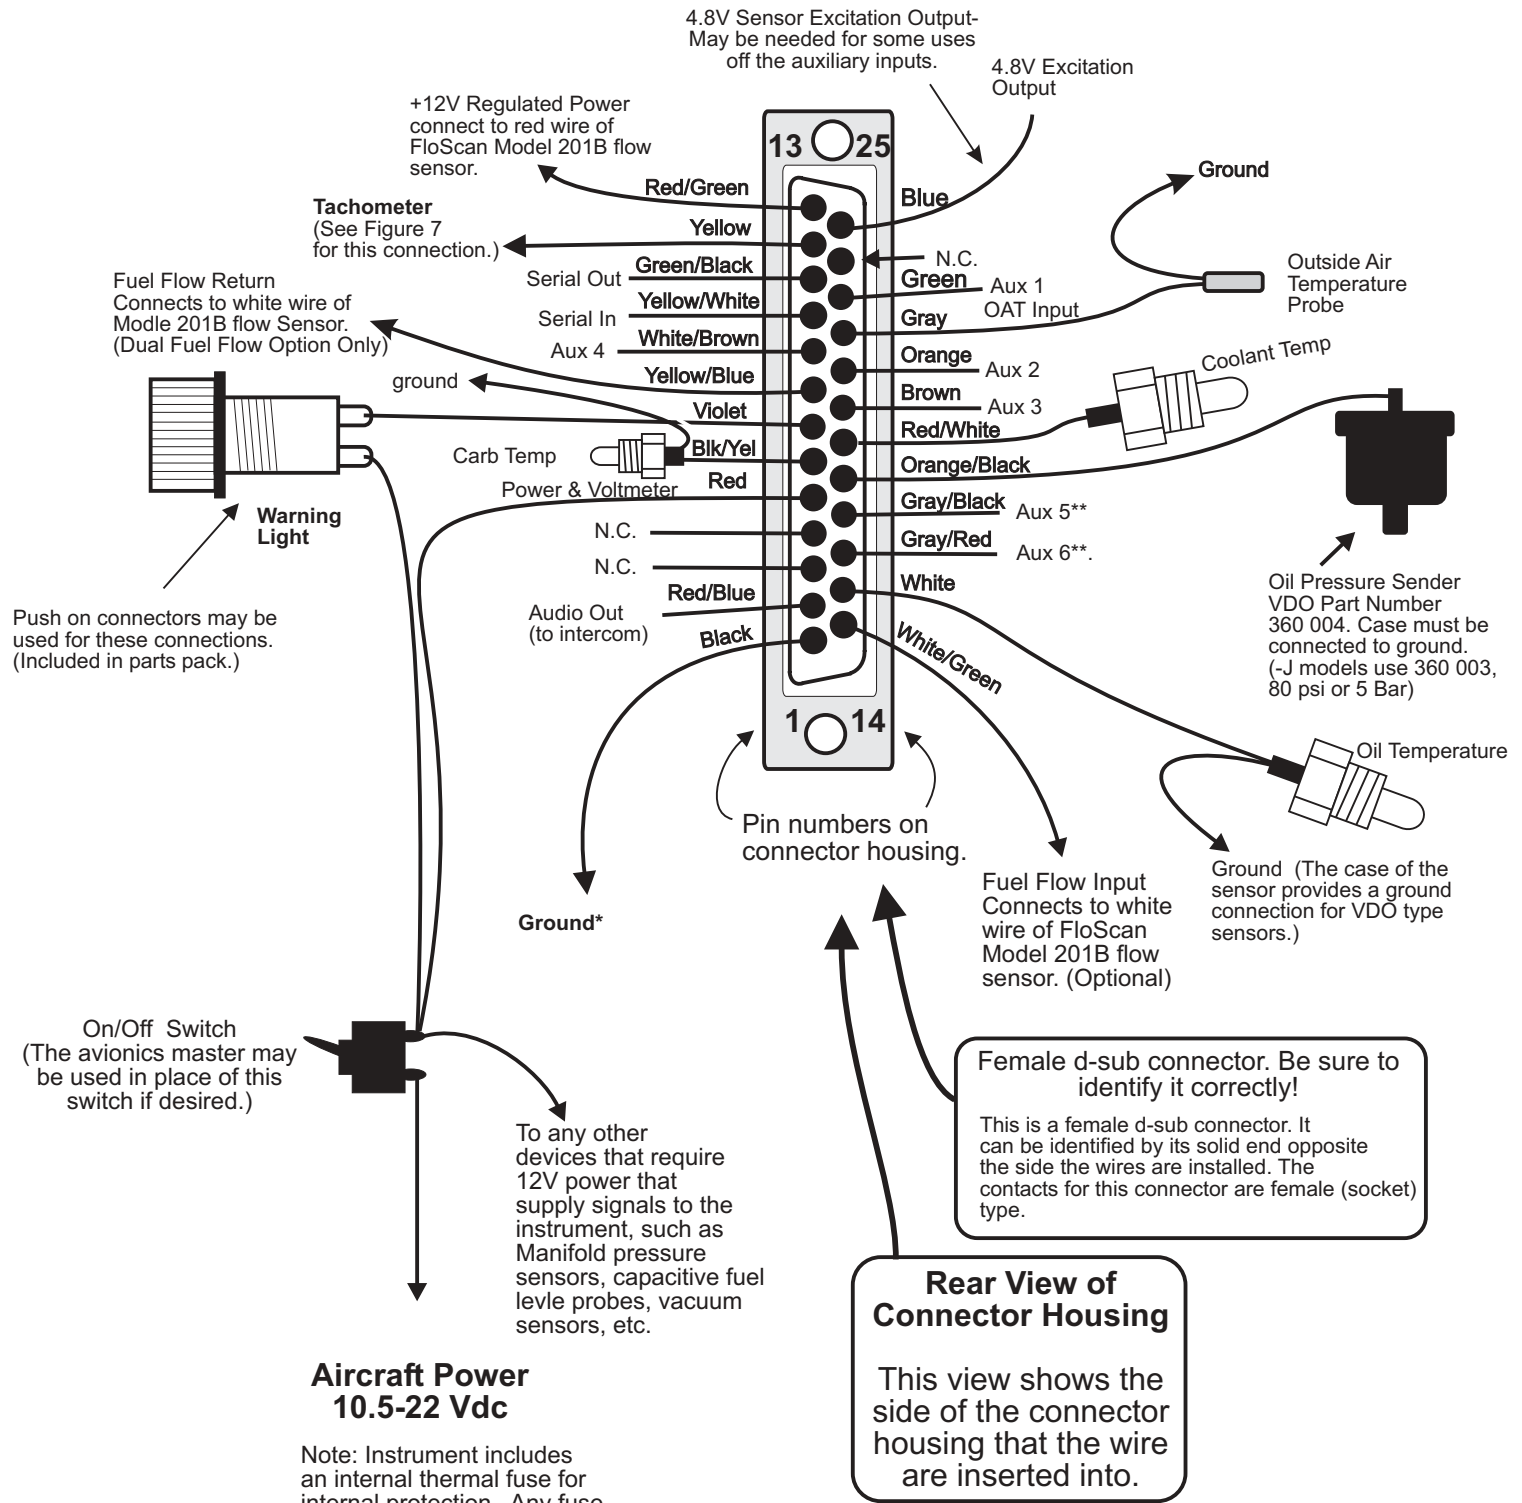 4.8V Sensor Excitation Output-
May be needed for some uses
off the auxiliary inputs.
4.8V Excitation
Output
+12V Regulated Power
connect to red wire of
FloScan Model 201B flow
sensor.
13
25
Red/Green
Blue
Ground
Tachometer
(See Figure 7
for this connection.)
Yellow
N.C.
Fuel Flow Return
Connects to white wire of
Modle 201B flow Sensor.
(Dual Fuel Flow Option Only)
Serial Out
Green/Black
Green
Aux 1
OAT Input
Outside Air
Temperature
Probe
Serial In
Yellow/White
Gray
Aux 4
White/Brown
Orange
Aux 2
Coolant Temp
ground
Yellow/Blue
Brown
Aux 3
Violet
Red/White
Carb Temp
Blk/Yel
Orange/Black
Power & Voltmeter
Red
Gray/Black
Aux 5**
Warning
Light
N.C.
Gray/Red
Aux 6**.
N.C.
White
Push on connectors may be
used for these connections.
(Included in parts pack.)
Audio Out
(to intercom)
Red/Blue
Black
White/Green
Oil Pressure Sender
VDO Part Number
360 004. Case must be
connected to ground.
(-J models use 360 003,
80 psi or 5 Bar)
1
14
Oil Temperature
Pin numbers on
connector housing.
Ground*
Fuel Flow Input
Connects to white
wire of FloScan
Model 201B flow
sensor. (Optional)
Ground (The case of the
sensor provides a ground
connection for VDO type
sensors.)
On/Off Switch
(The avionics master may
be used in place of this
switch if desired.)
Female d-sub connector. Be sure to
identify it correctly!
This is a female d-sub connector. It
can be identified by its solid end opposite
the side the wires are installed. The
contacts for this connector are female (socket)
type.
To any other
devices that require
12V power that
supply signals to the
instrument, such as
Manifold pressure
sensors, capacitive fuel
levle probes, vacuum
sensors, etc.
Rear View of
Connector Housing
This view shows the
side of the connector
housing that the wire
are inserted into.
Aircraft Power
10.5-22 Vdc
Note: Instrument includes
an internal thermal fuse for
internal protection. Any fuse